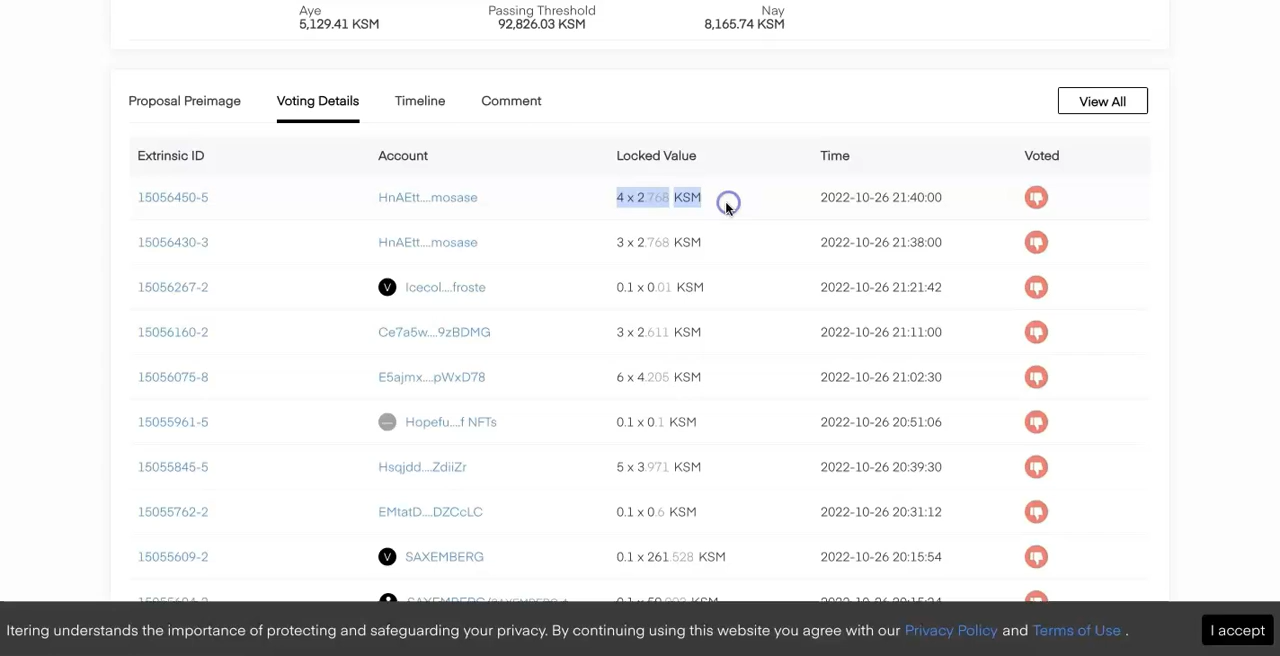 Aye Passing Threshold Nay
5,129.41 KSM 92,826.03 KSM 8,165.74 KSM
Proposal Preimage Voting Details Timeline Comment View All
Extrinsic ID Account Locked Value Time Voted
15056450-5 HnAEtt....mosase 4 x 2.768 KSM 2022-10-26 21:40:00
15056430-3 HnAEtt....mosase 3 x 2.768 KSM 2022-10-26 21:38:00
15056267-2 V Icecol....froste 0.1 x 0.01 KSM 2022-10-26 21:21:42
15056160-2 Ce7a5w....9zBDMG 3 x 2.611 KSM 2022-10-26 21:11:00
15056075-8 E5ajmx....pWxD78 6 x 4.205 KSM 2022-10-26 21:02:30
15055961-5 Hopefu....f NFTs 0.1 x 0.1 KSM 2022-10-26 20:51:06
15055845-5 Hsqjdd....ZdiiZr 5 x 3.971 KSM 2022-10-26 20:39:30
15055762-2 EMtatD....DZCcLC 0.1 x 0.6 KSM 2022-10-26 20:31:12
15055609-2 V SAXEMBERG 0.1 x 261.528 KSM 2022-10-26 20:15:54
Itering understands the importance of protecting and safeguarding your privacy. By continuing using this website you agree with our Privacy Policy and Terms of Use . I accept